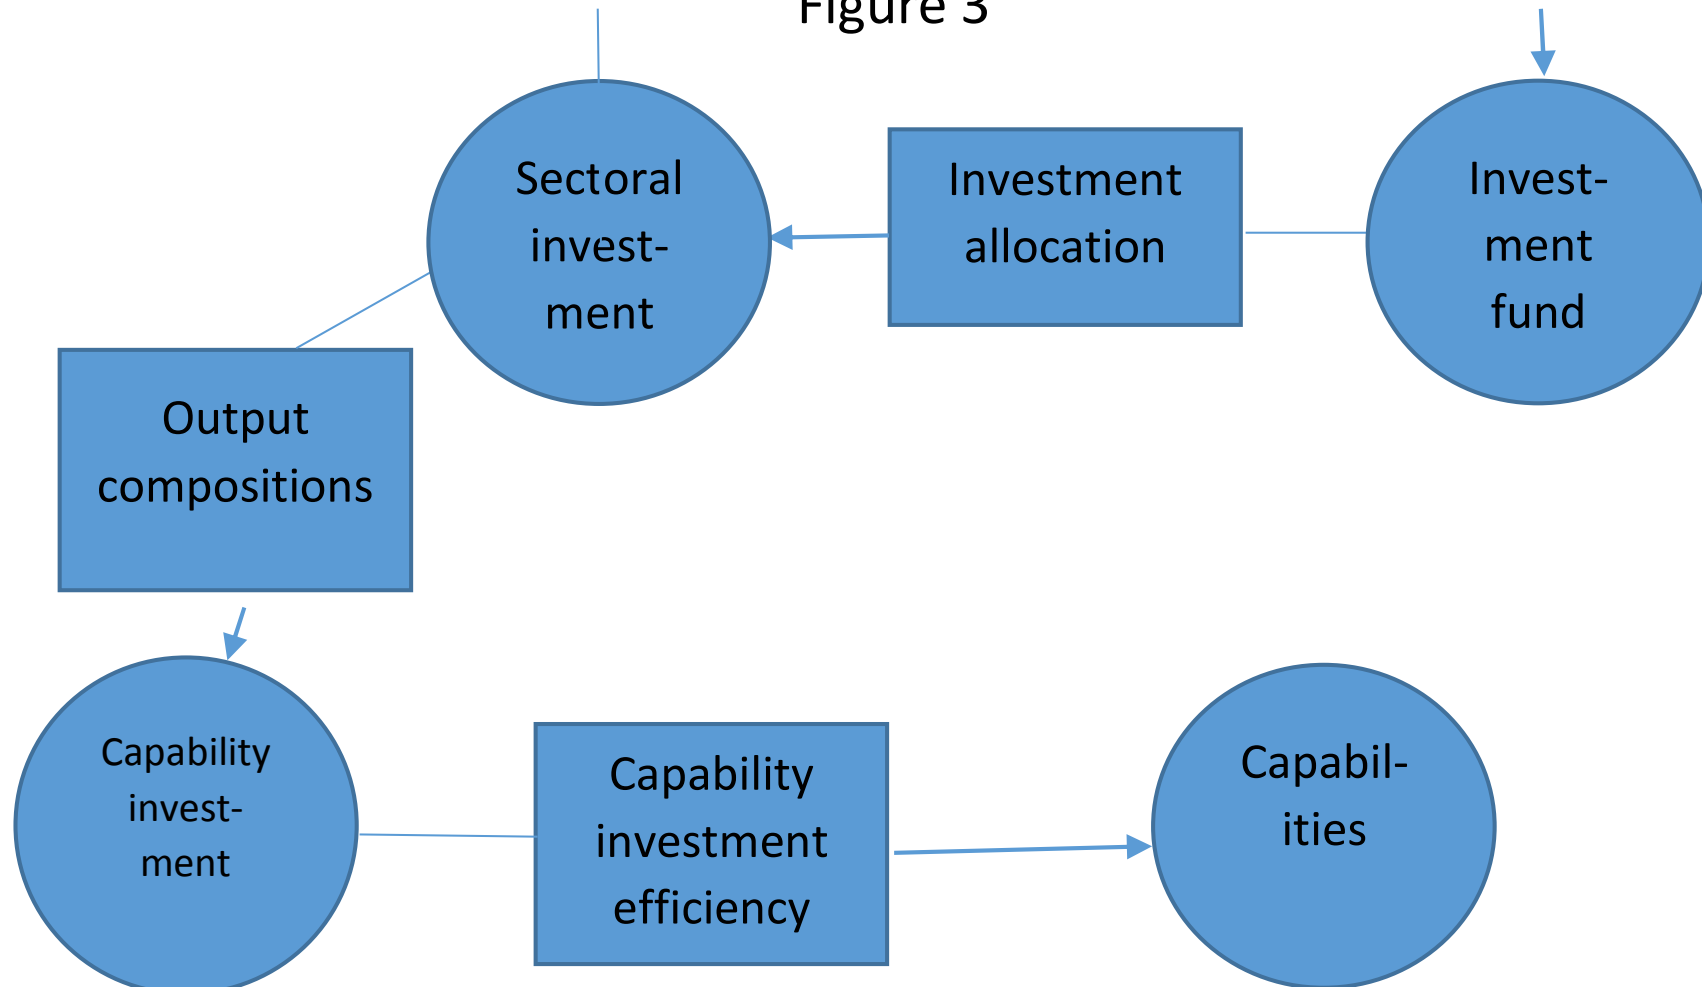 Figure 3
Sectoral
invest-
ment
Investment
allocation
Invest-
ment
fund
Output
compositions
Capability
invest-
ment
Capability
investment
efficiency
Capabil-
ities